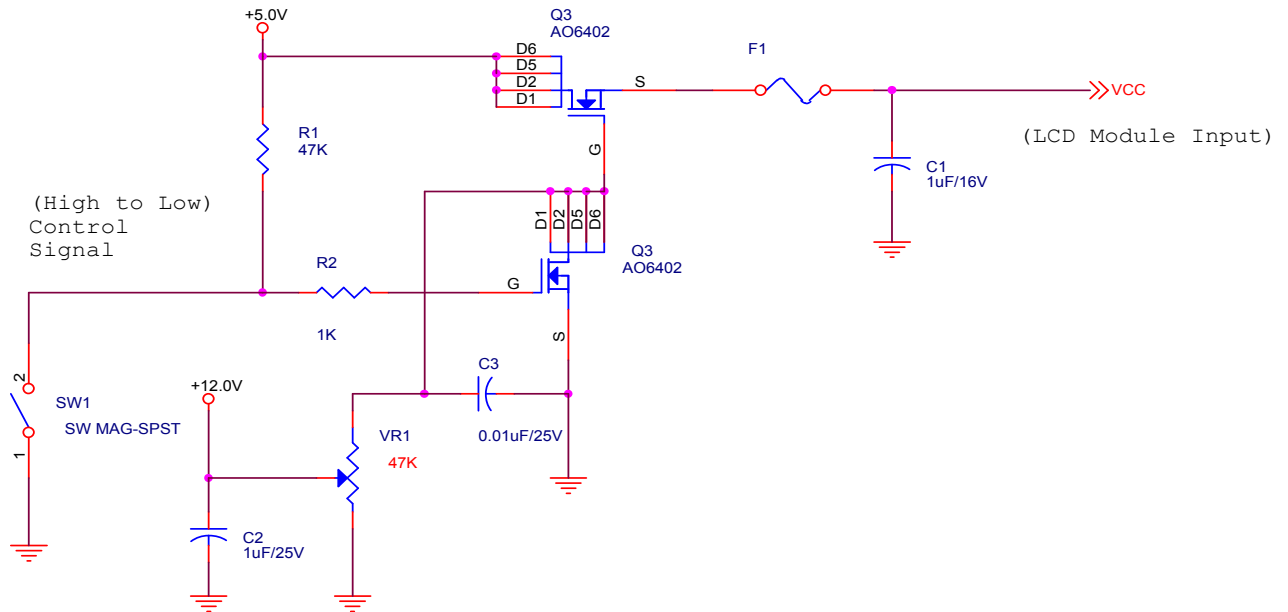 +5.0V
Q3
AO6402
F1
D6
D5
D2
D1
S
VCC
(LCD Module Input)
R1
47K
G
C1
1uF/16V
(High to Low)
Control
Signal
D1
D2
D5
D6
Q3
AO6402
R2
G
1K
S
C3
2
+12.0V
SW1
SW MAG-SPST
VR1
0.01uF/25V
1
47K
C2
1uF/25V